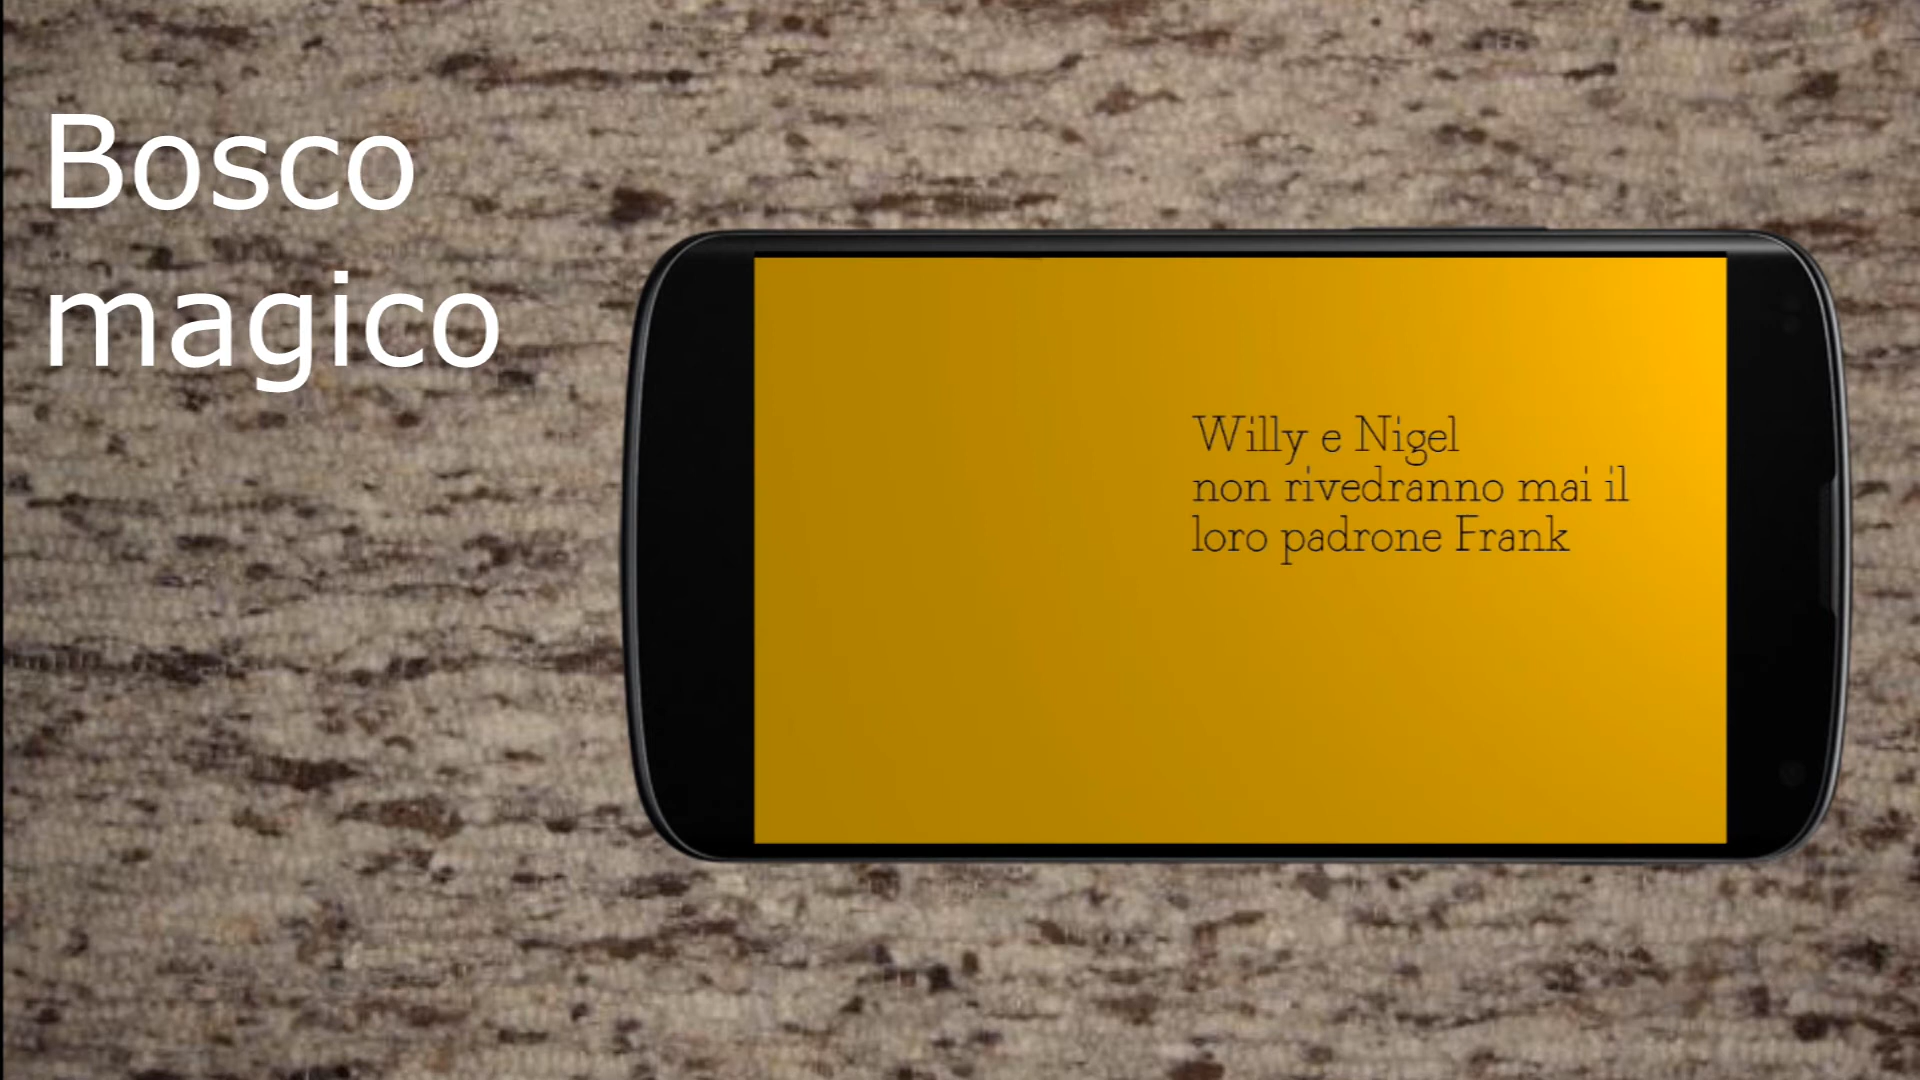 Bosco
magico
Willy e Nigel
non rivedranno mai il
loro padrone Frank